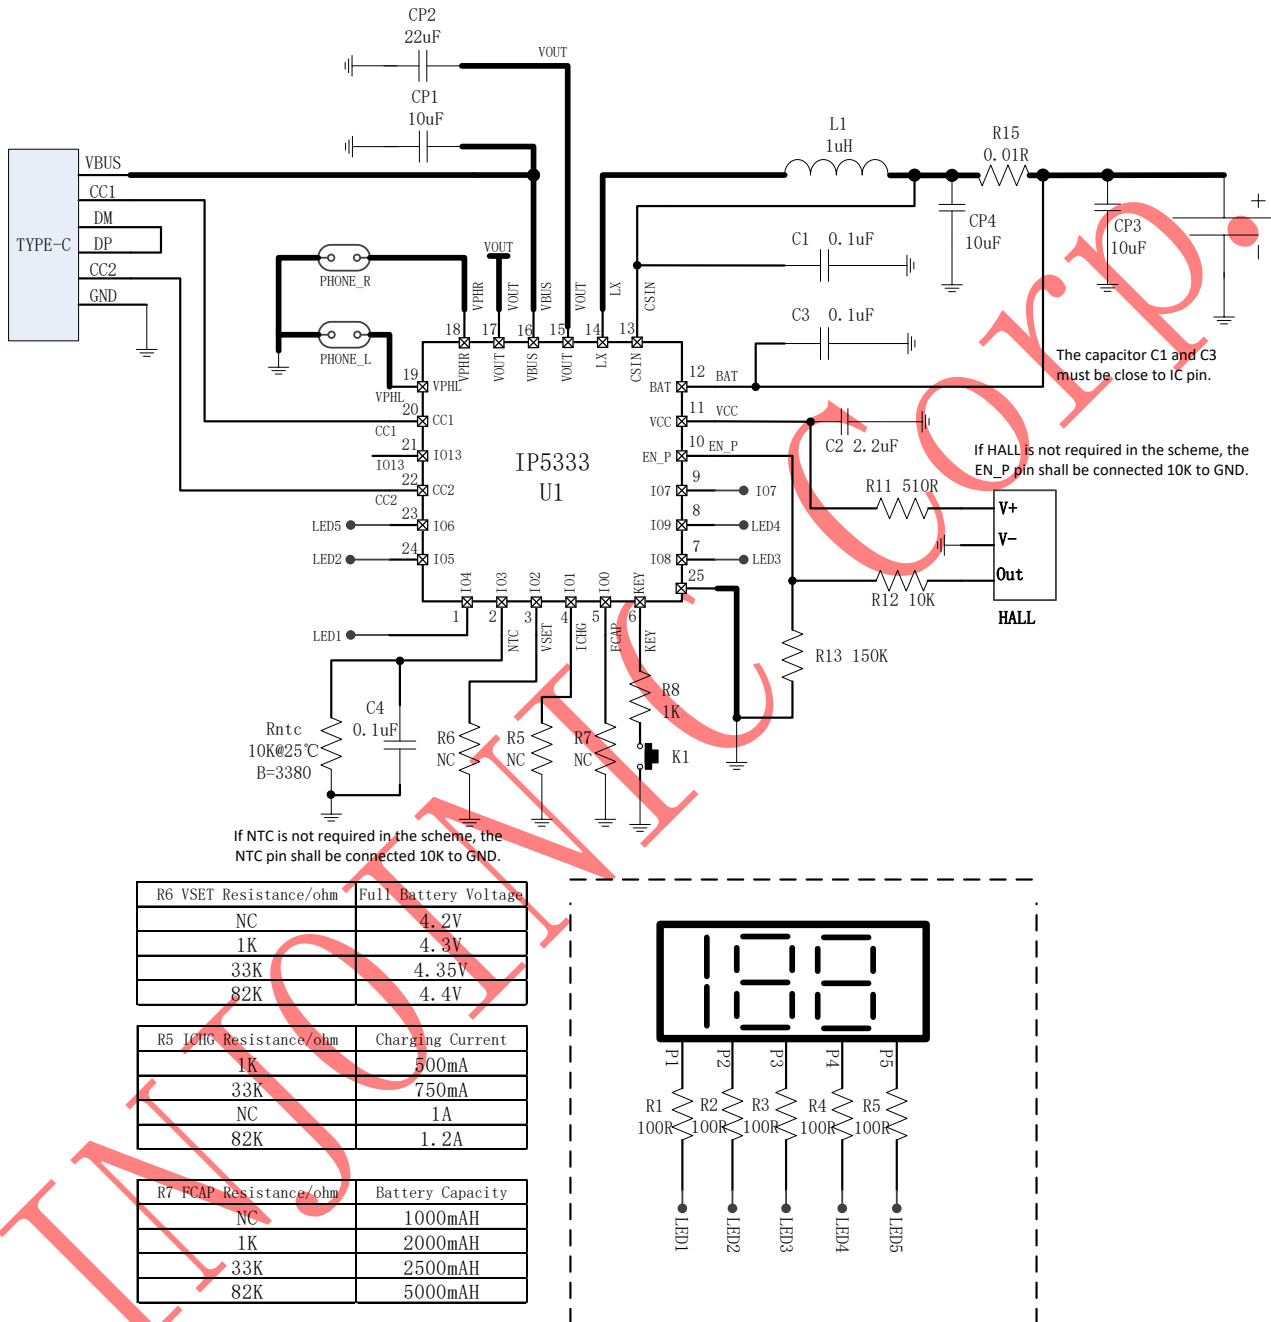 CP2
22uF
VOUT
CP1
10uF
TYPE-C
VBUS
CC1
DM
DP
CC2
GND
PHONE_R
PHONE_L
VOUT
VPHR
VOUT
VBUS
VOUT
LX
CSIN
18
17
16
15
14
13
VPHR
VOUT
VBUS
VOUT
LX
CSIN
L1
1uH
R15
0.01R
CP4
10uF
CP3
10uF
+
-
C1 0.1uF
C3 0.1uF
The capacitor C1 and C3
must be close to IC pin.
19
VPHL
VPHL
20
CC1
CC1
21
IO13
IO13
22
CC2
CC2
23
LED5
IO6
24
LED2
IO5
IP5333
U1
12
BAT
BAT
11
VCC
VCC
10
EN_P
EN_P
9
IO7
IO7
8
IO9
LED4
7
IO8
LED3
25
C2 2.2uF
If HALL is not required in the scheme, the
EN_P pin shall be connected 10K to GND.
R11 510R
R12 10K
V+
V-
Out
HALL
R13 150K
IO4
IO3
IO2
IO1
IO0
KEY
1
2
3
4
5
6
LED1
NTC
VSET
ICHG
FCAP
KEY
Rntc
10K@25℃
B=3380
C4
0.1uF
R6
NC
R5
NC
R7
NC
R8
1K
K1
If NTC is not required in the scheme, the
NTC pin shall be connected 10K to GND.
R6 VSET Resistance/ohm Full Battery Voltage
NC 4.2V
1K 4.3V
33K 4.35V
82K 4.4V
R5 ICHG Resistance/ohm Charging Current
1K 500mA
33K 750mA
NC 1A
82K 1.2A
R7 FCAP Resistance/ohm Battery Capacity
NC 1000mAH
1K 2000mAH
33K 2500mAH
82K 5000mAH
188
P1
P2
P3
P4
P5
R1
100R
R2
100R
R3
100R
R4
100R
R5
100R
LED1
LED2
LED3
LED4
LED5
INJOINIC Corp.